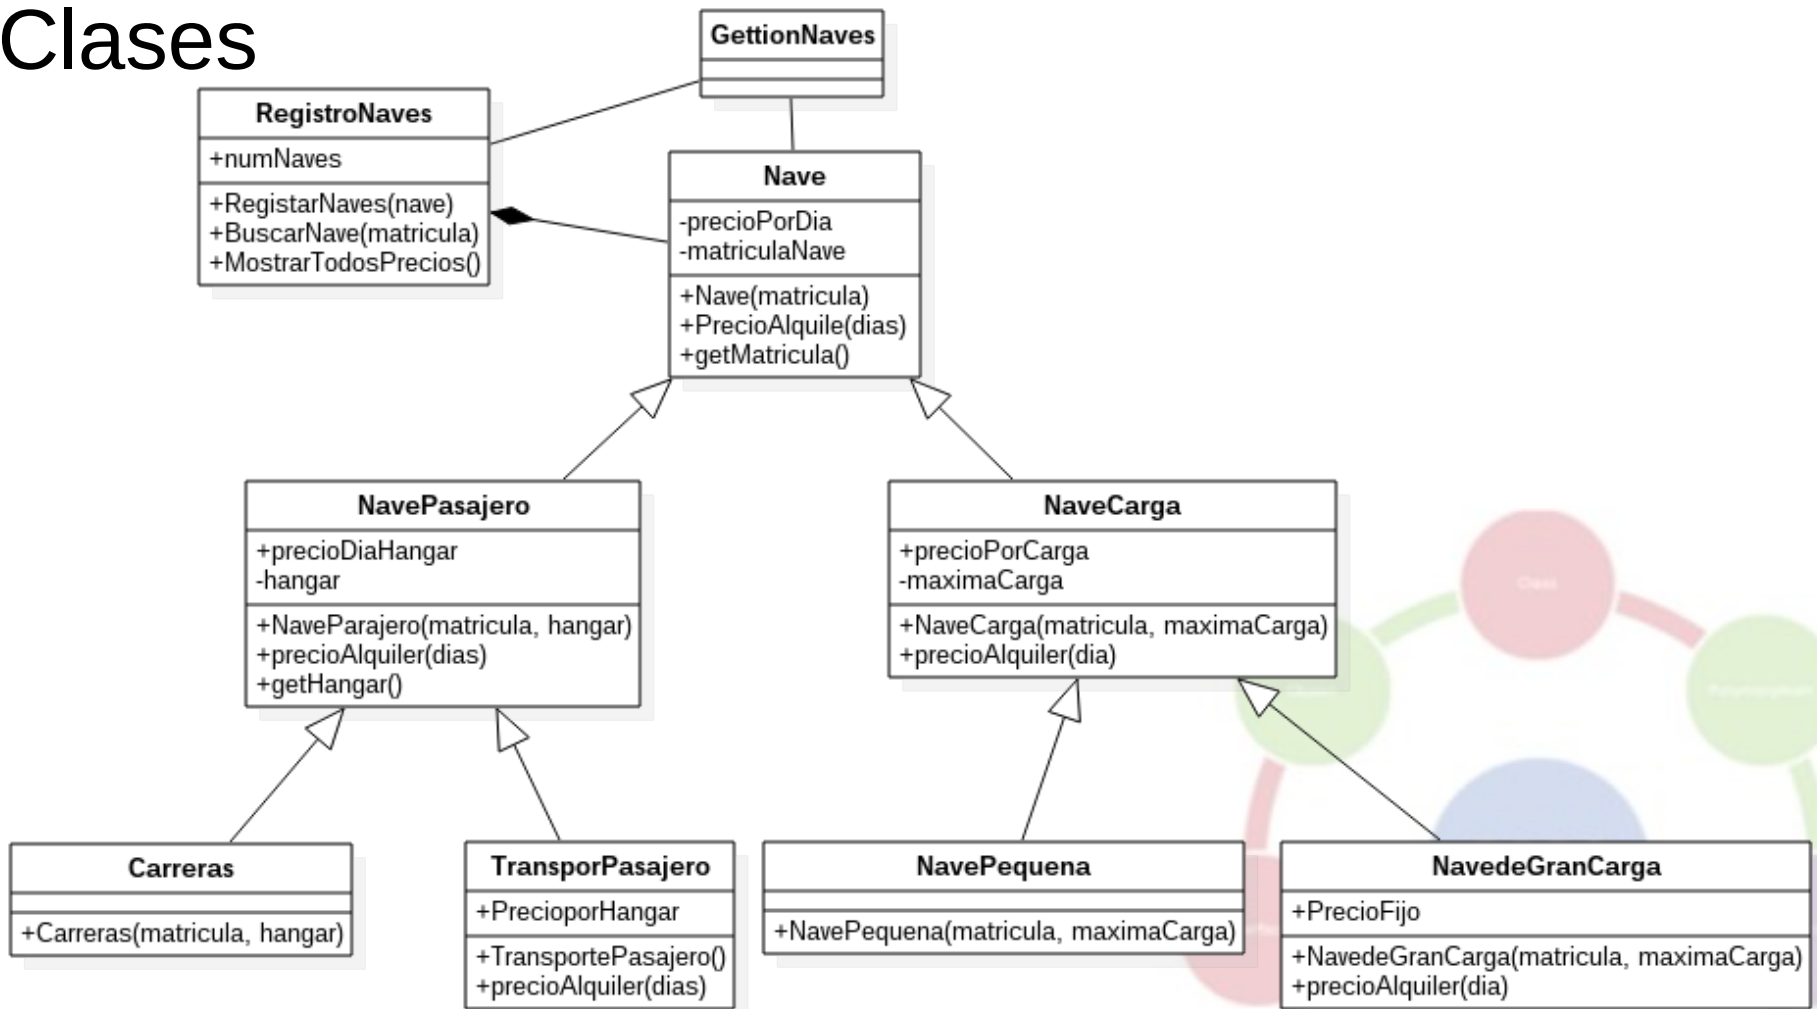 Clases
GettionNaves
RegistroNaves
+numNaves
+RegistarNaves(nave)
+BuscarNave(matricula)
+MostrarTodosPrecios()
Nave
-precioPorDia
-matriculaNave
+Nave(matricula)
+PrecioAlquile(dias)
+getMatricula()
NavePasajero
+precioDiaHangar
-hangar
+NaveParajero(matricula, hangar)
+precioAlquiler(dias)
+getHangar()
NaveCarga
+precioPorCarga
-maximaCarga
+NaveCarga(matricula, maximaCarga)
+precioAlquiler(dia)
Class
Carreras
+Carreras(matricula, hangar)
TransporPasajero
+PrecioporHangar
+TransportePasajero()
+precioAlquiler(dias)
NavePequena
+NavePequena(matricula, maximaCarga)
NavedeGranCarga
+PrecioFijo
+NavedeGranCarga(matricula, maximaCarga)
+precioAlquiler(dia)